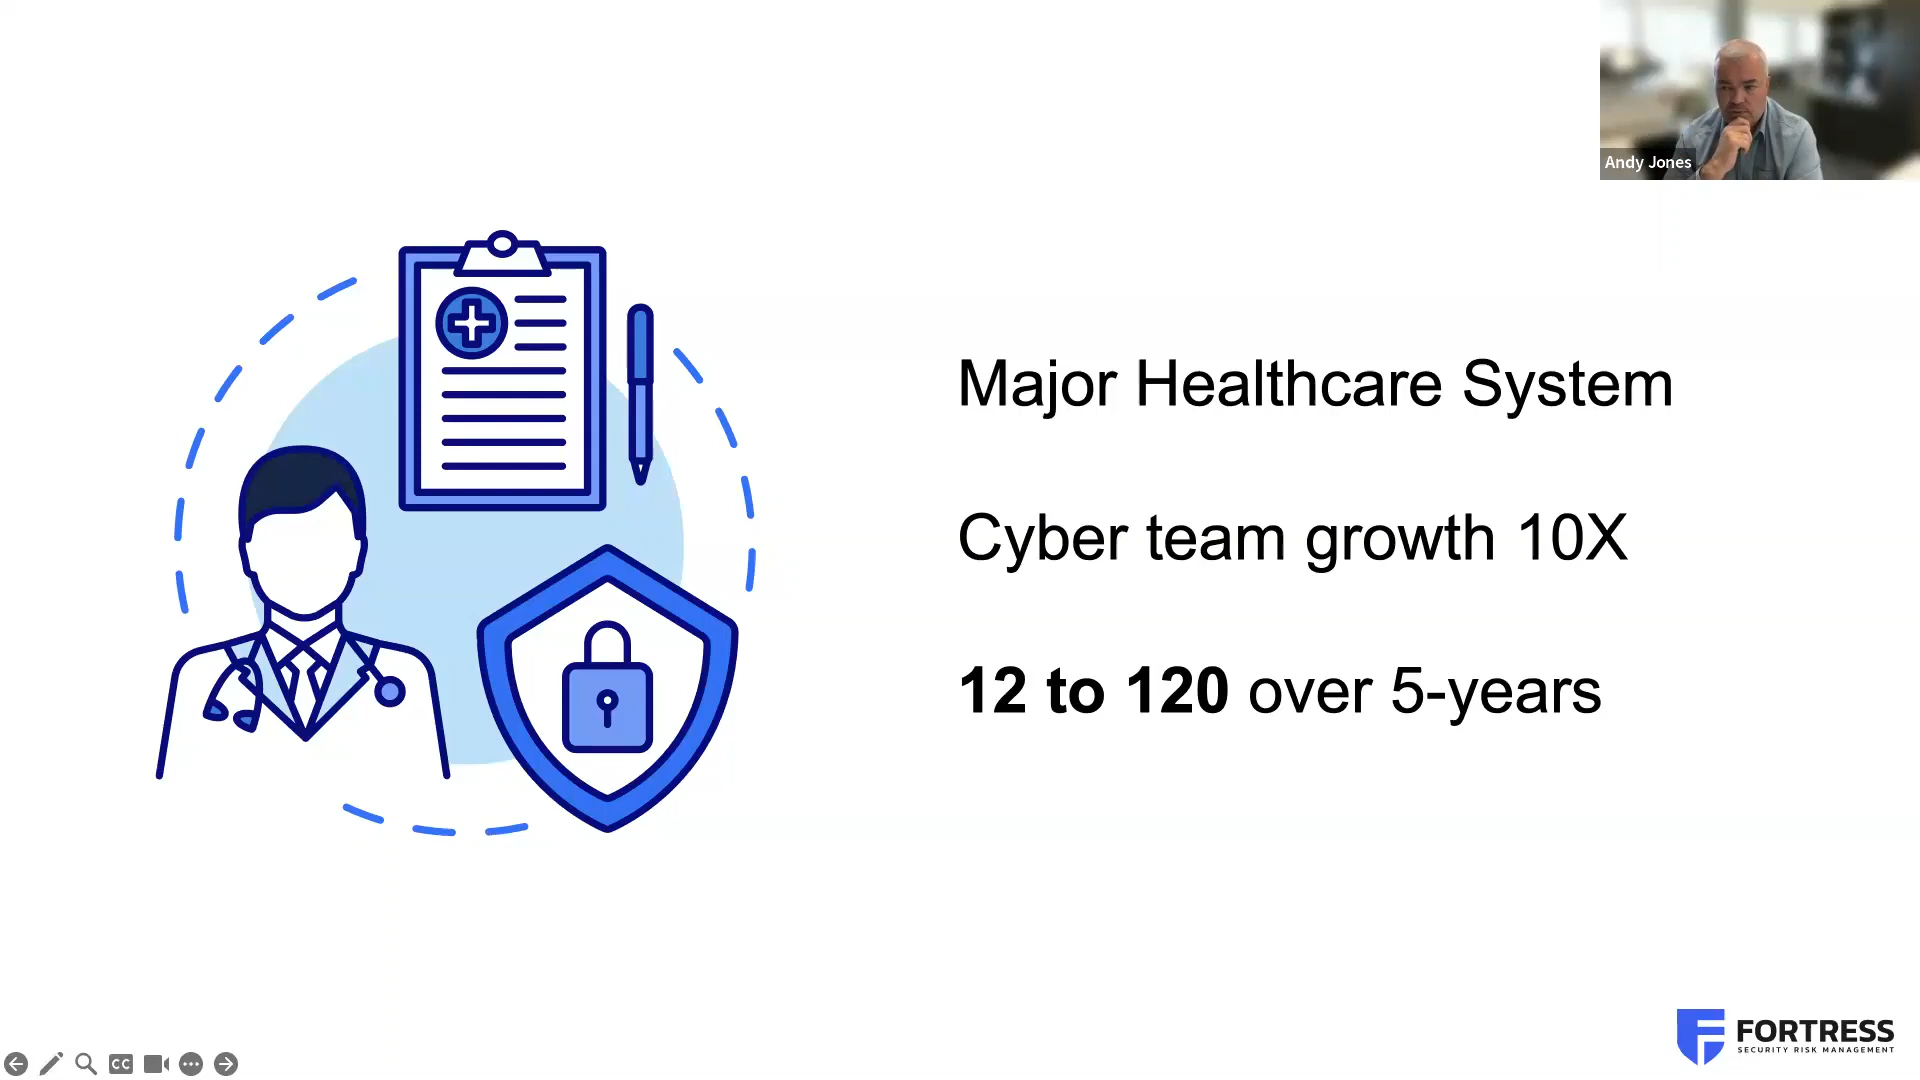 Andy Jones
Major Healthcare System
Cyber team growth 10X
12 to 120 over 5-years
FORTRESS
SECURITY RISK MANAGEMENT
CC